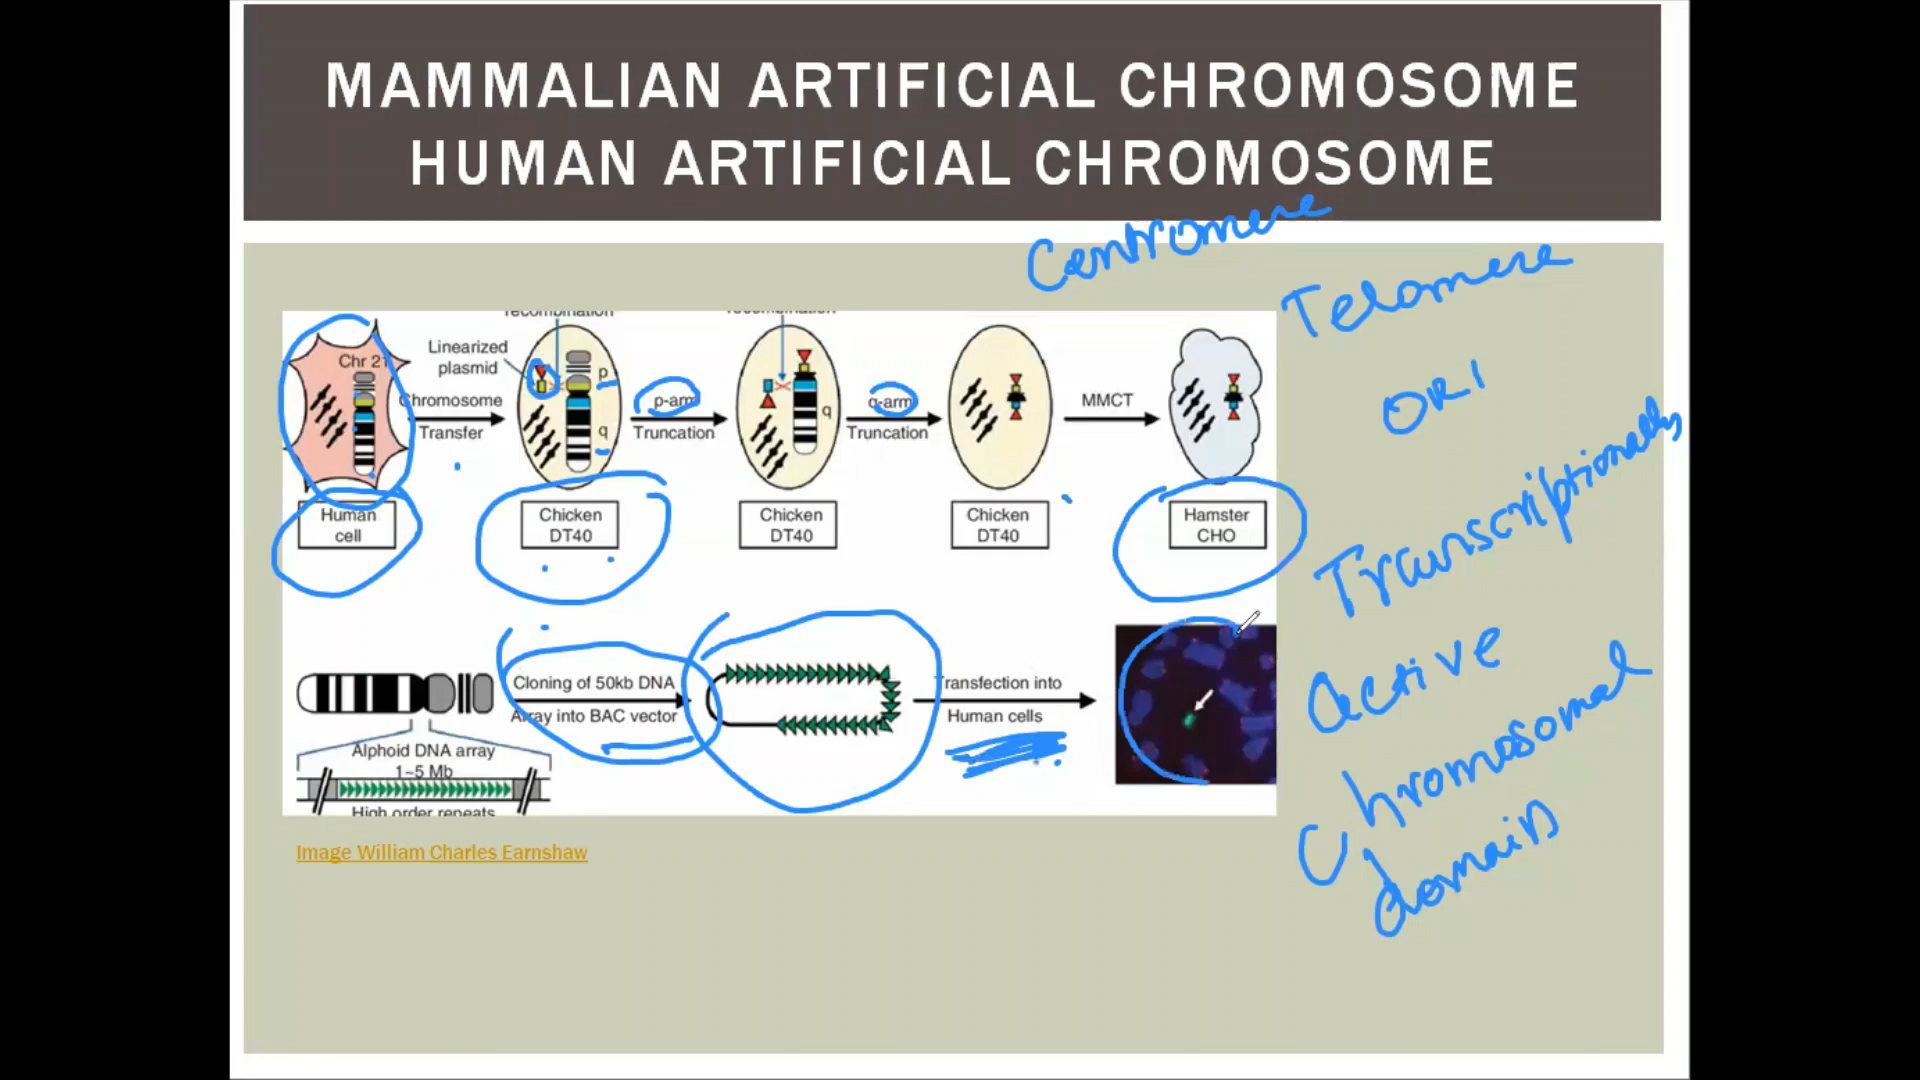 MAMMALIAN ARTIFICIAL CHROMOSOME
HUMAN ARTIFICIAL CHROMOSOME
Centromere
Telomere
ORI
Transcriptionally
active
Chromosomal
domain
recombination
recombination
Linearized
plasmid
Chr 21
p
Chromosome
Transfer
p-arm
Truncation
q
q
q-arm
Truncation
MMCT
Human
cell
Chicken
DT40
Chicken
DT40
Chicken
DT40
Hamster
CHO
Cloning of 50kb DNA
Array into BAC vector
Transfection into
Human cells
Alphoid DNA array
1~5 Mb
High order repeats
Image William Charles Earnshaw